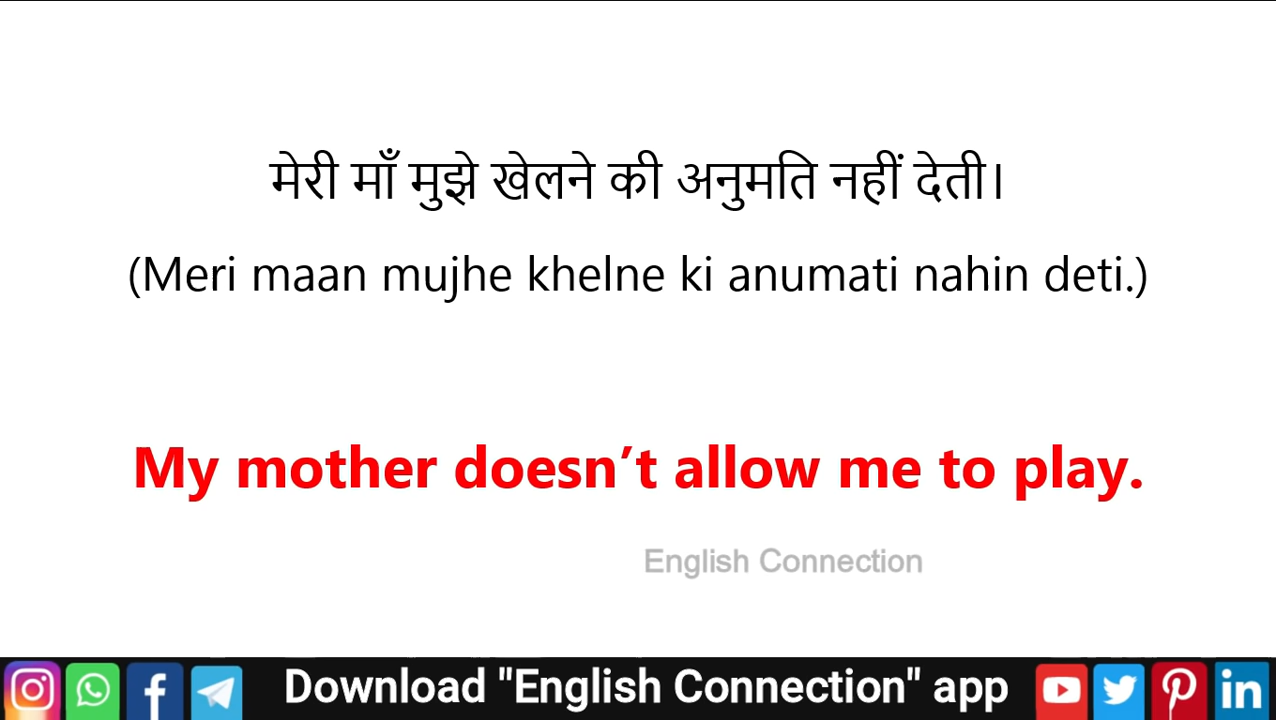 मेरी माँ मुझे खेलने की अनुमति नहीं देती।
(Meri maan mujhe khelne ki anumati nahin deti.)
My mother doesn’t allow me to play.
English Connection
Download "English Connection" app